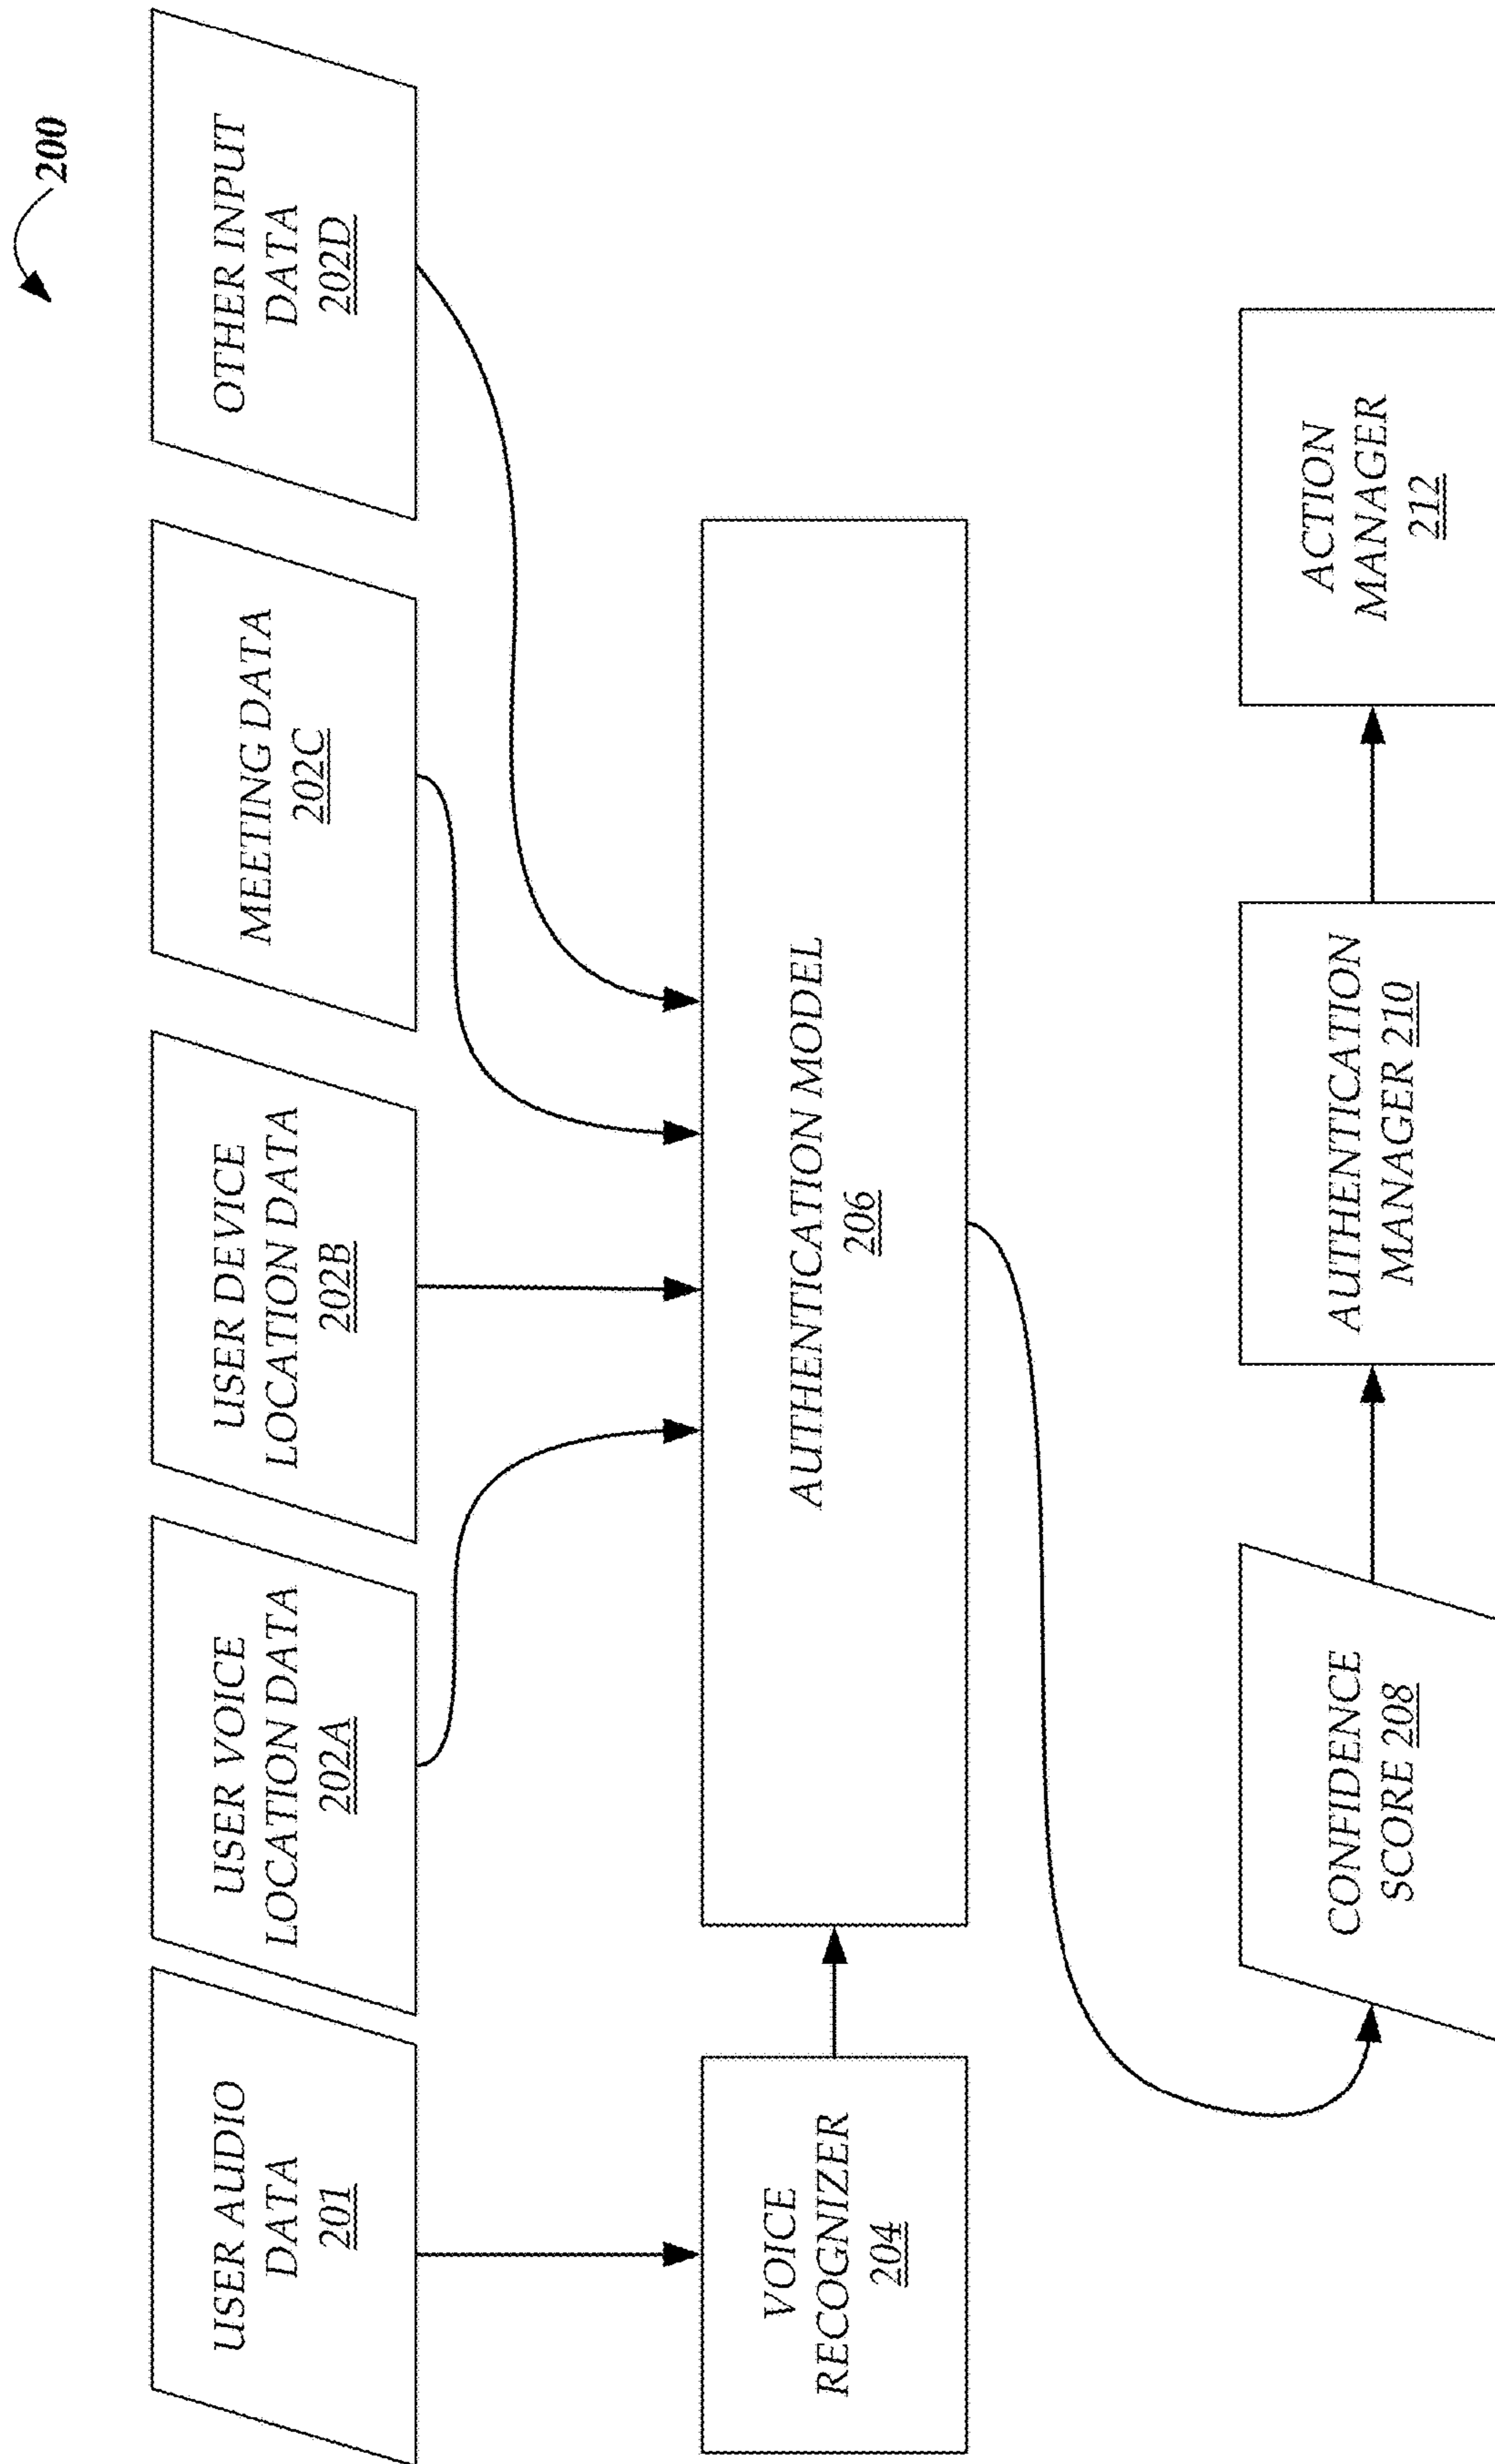 200
USER AUDIO
DATA
201
USER VOICE
LOCATION DATA
202A
USER DEVICE
LOCATION DATA
202B
MEETING DATA
202C
OTHER INPUT
DATA
202D
VOICE
RECOGNIZER
204
AUTHENTICATION MODEL
206
CONFIDENCE
SCORE 208
AUTHENTICATION
MANAGER 210
ACTION
MANAGER
212